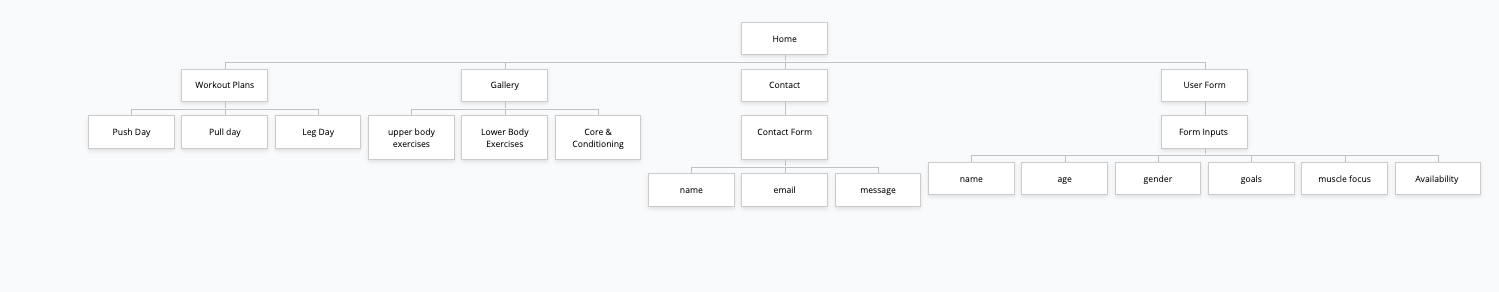 Home
Workout Plans
Gallery
Contact
User Form
Push Day
Pull day
Leg Day
upper body
exercises
Lower Body
Exercises
Core &
Conditioning
Contact Form
Form Inputs
name
email
message
name
age
gender
goals
muscle focus
Availability